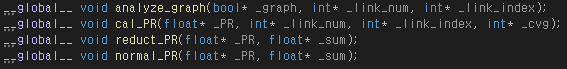 __global__ void analyze_graph(bool* _graph, int* _link_num, int* _link_index);
__global__ void cal_PR(float* _PR, int* _link_num, int* _link_index, int* _cvg);
__global__ void reduct_PR(float* _PR, float* _sum);
__global__ void normal_PR(float* _PR, float* _sum);